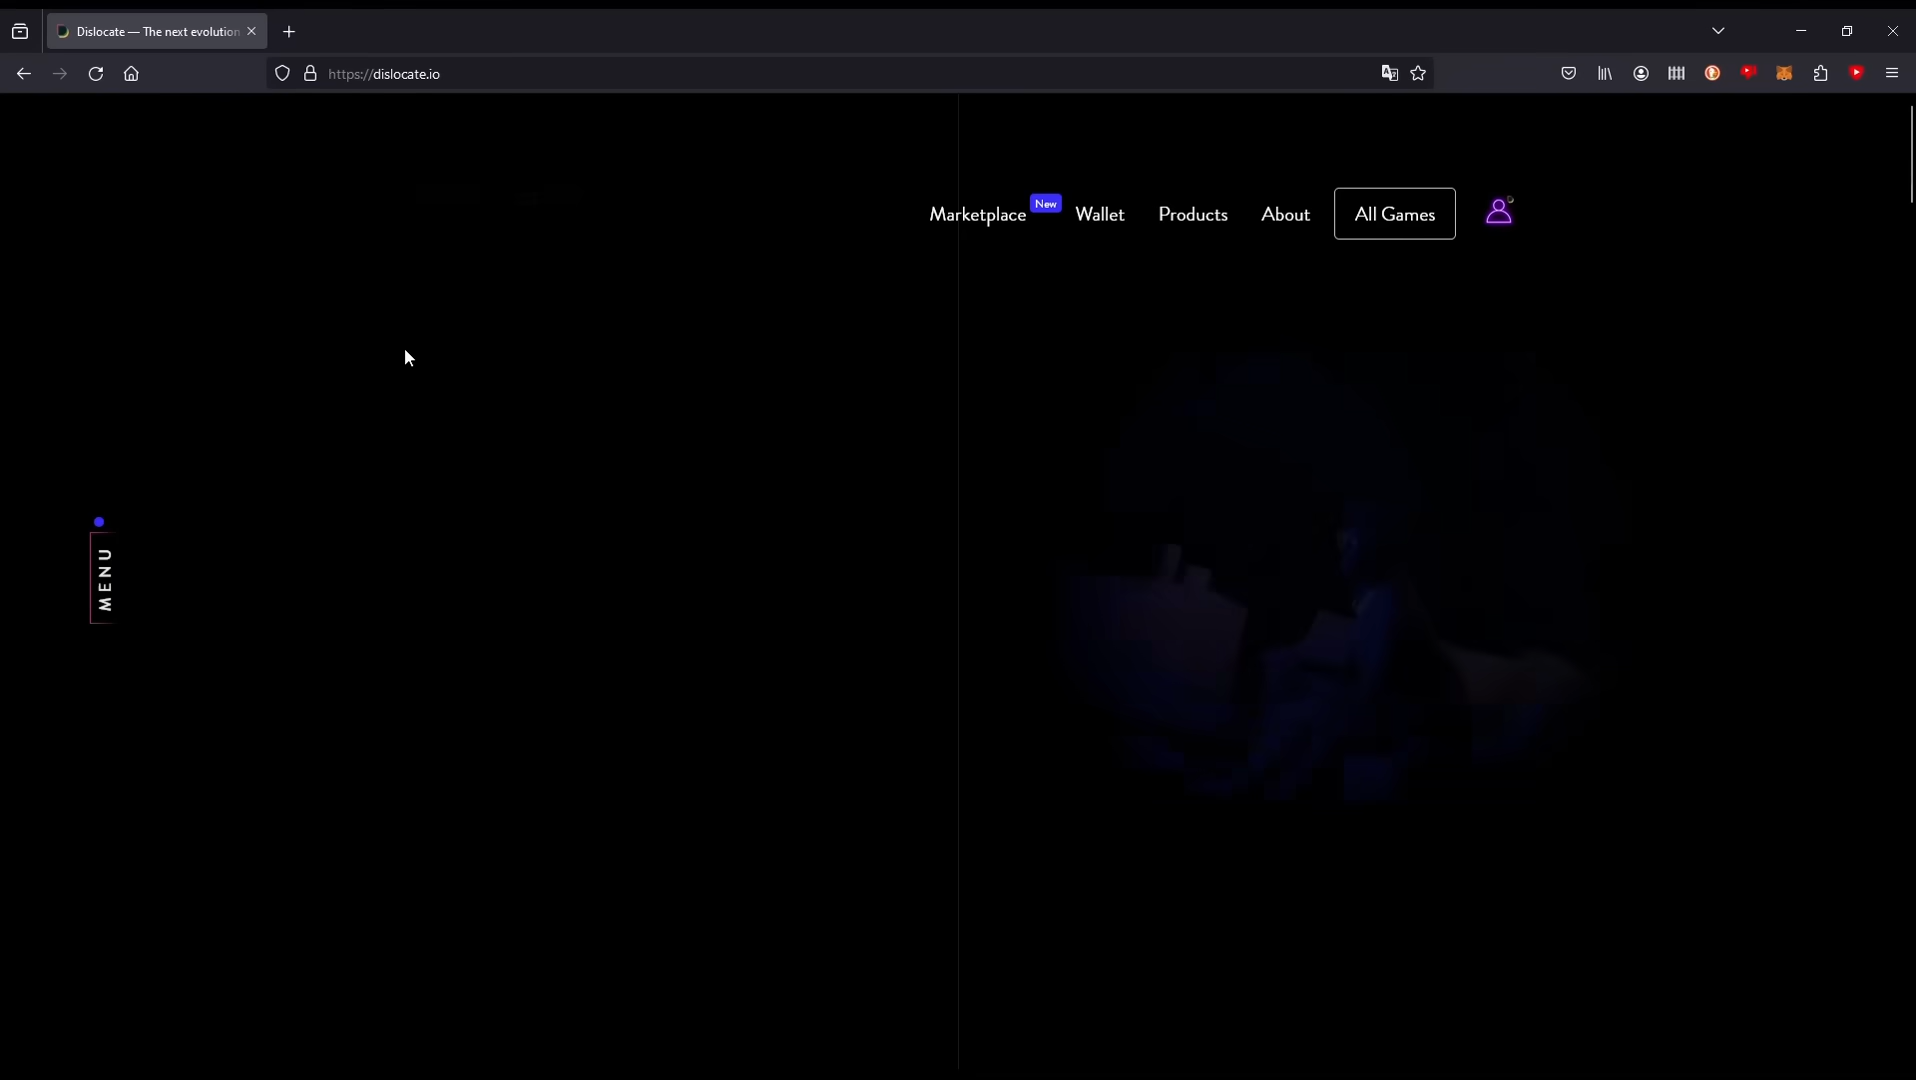 Dislocate — The next evolution
https://dislocate.io
Marketplace New Wallet Products About All Games
MENU